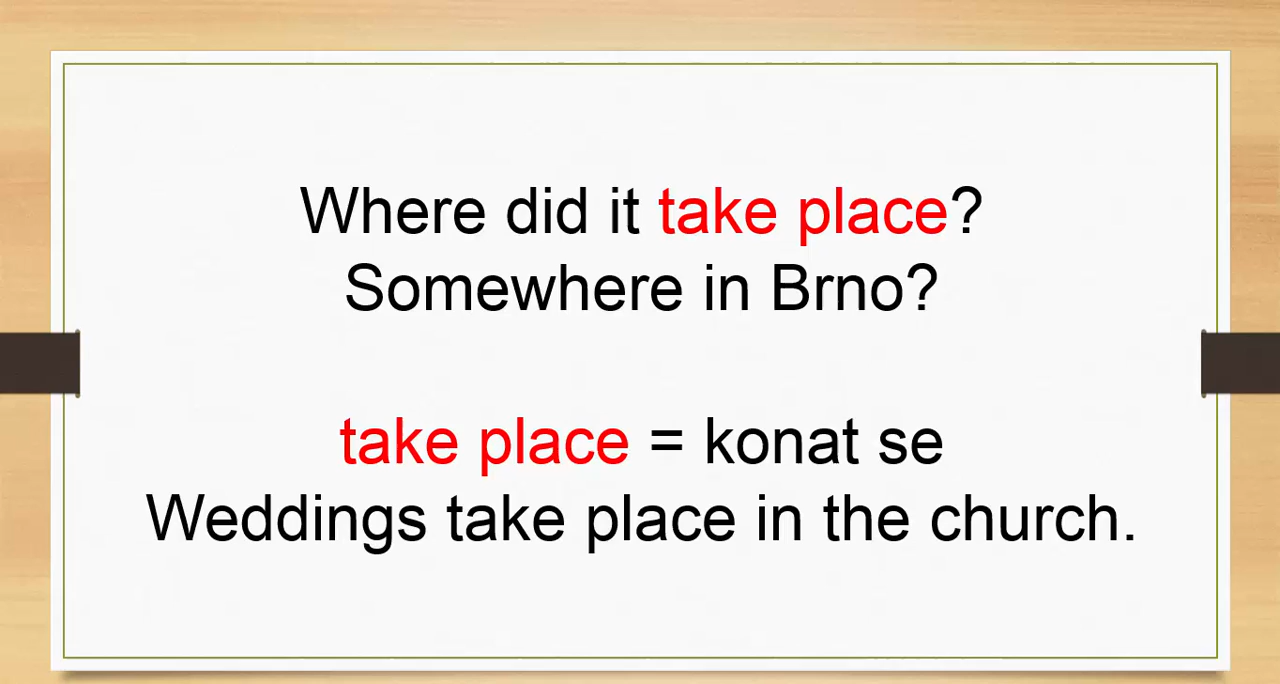 Where did it take place?
Somewhere in Brno?
take place = konat se
Weddings take place in the church.